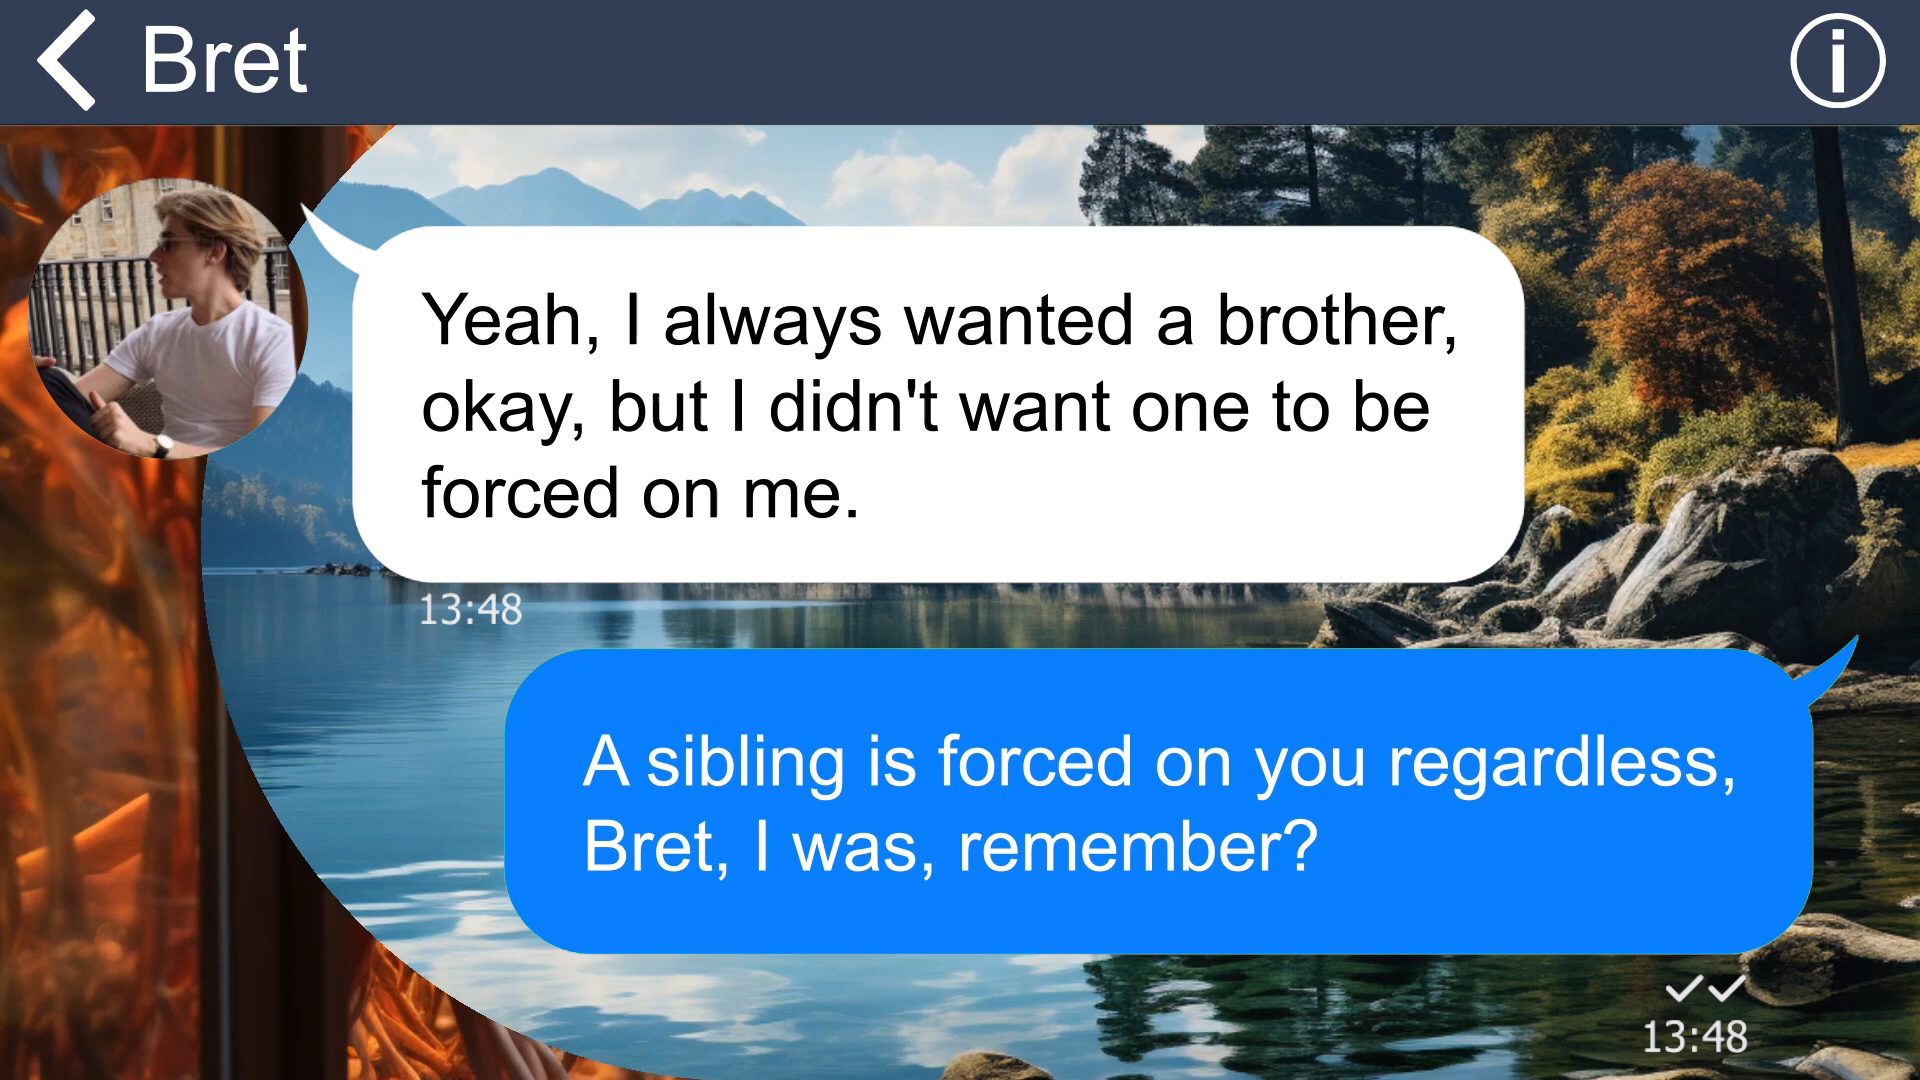 Bret
Yeah, I always wanted a brother,
okay, but I didn't want one to be
forced on me.
13:48
A sibling is forced on you regardless,
Bret, I was, remember?
13:48